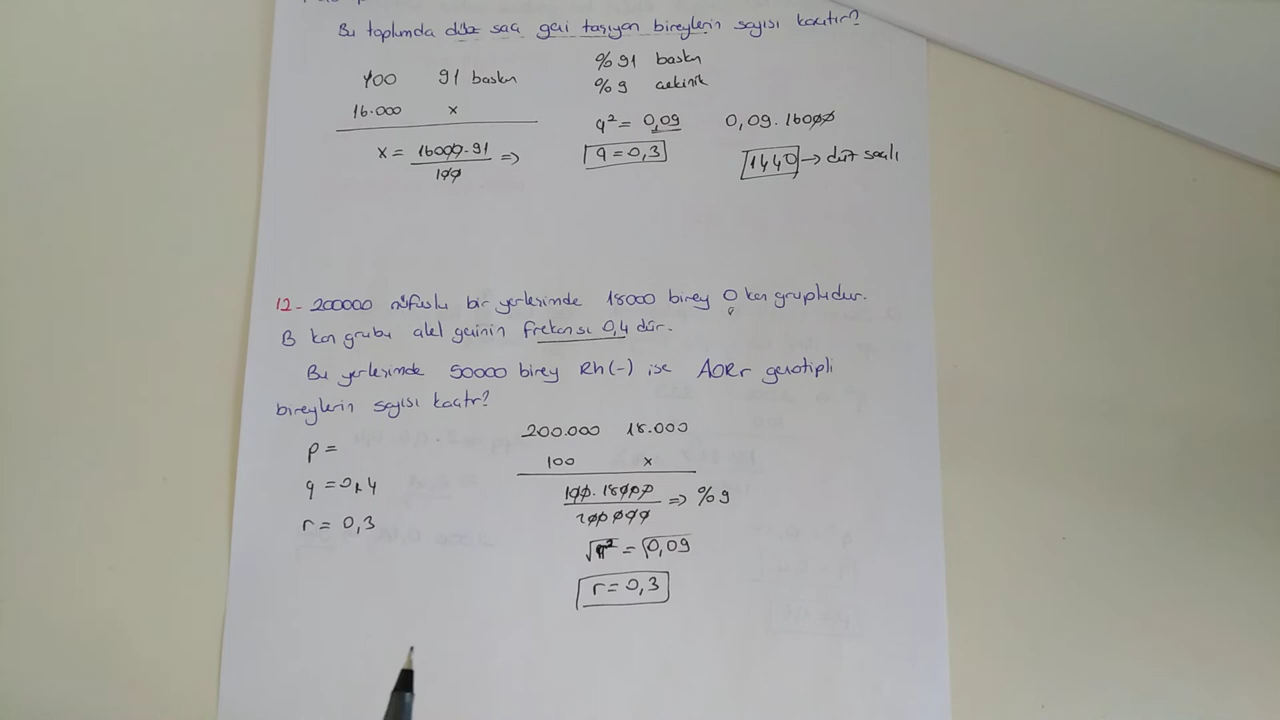 Bu toplumda düz saç geni taşıyan bireylerin sayısı kaçtır?
100 91 baskın
16.000 x
x = 16000.91 / 100 =>
%91 baskın
%9 çekinik
q² = 0,09
q = 0,3
0,09.16000
1440 → düz saçlı
12- 200000 nüfuslu bir yerleşimde 18000 birey 0 kan grupludur.
B kan grubu alel geninin frekansı 0,4 dür.
Bu yerleşimde 50000 birey Rh(-) ise AORr genotipli
bireylerin sayısı kaçtır?
p =
q = 0,4
r = 0,3
200.000 18.000
100 x
100.18000 / 200000 => %9
√r² = √0,09
r = 0,3